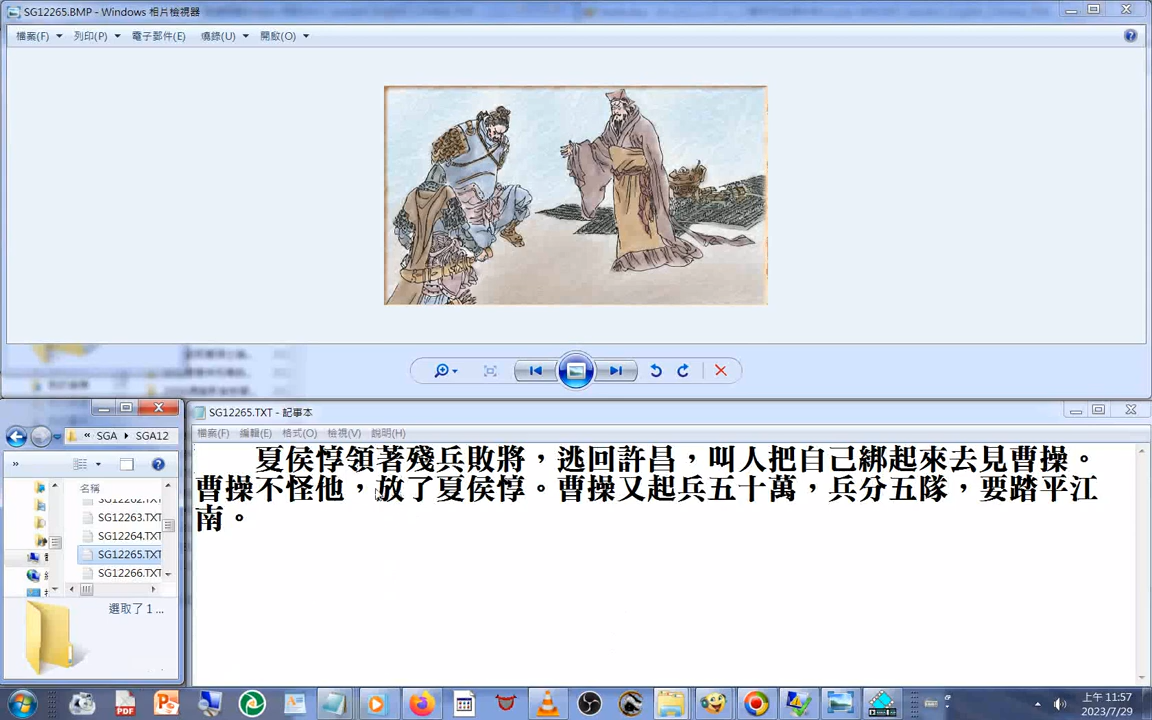 SG12265.BMP - Windows 相片檢視器
檔案(F) 列印(P) 電子郵件(E) 燒錄(U) 開啟(O)
« SGA SGA12
SG12265.TXT - 記事本
檔案(F) 編輯(E) 格式(O) 檢視(V) 說明(H)
»
名稱
SG12262.TXT
SG12263.TXT
SG12264.TXT
SG12265.TXT
SG12266.TXT
選取了 1 ...
夏侯惇領著殘兵敗將，逃回許昌，叫人把自己綁起來去見曹操。
曹操不怪他，放了夏侯惇。曹操又起兵五十萬，兵分五隊，要踏平江
南。
PDF
上午 11:57
2023/7/29